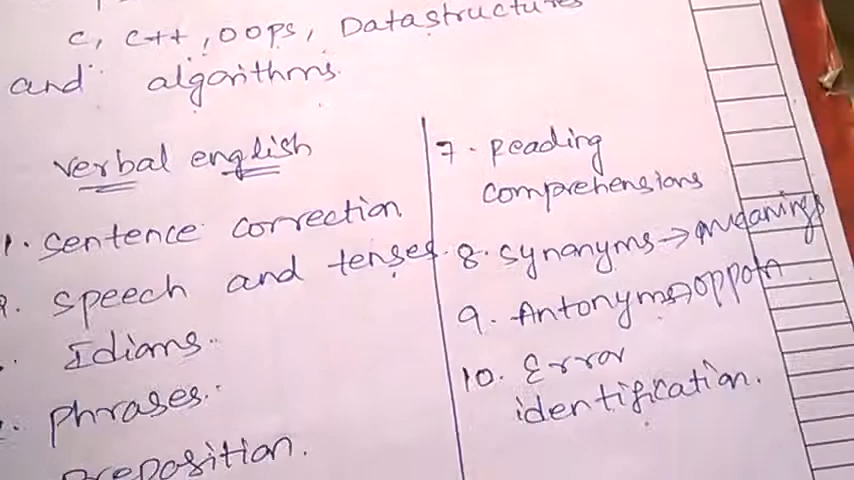 c, c++, oops, Datastructures
and algorithms.
Verbal english
1. Sentence correction
2. Speech and tenses.
Idioms.
Phrases.
Preposition.
7. Reading
comprehensions
8. Synonyms → meanings
9. Antonyms →
10. Error
identification.